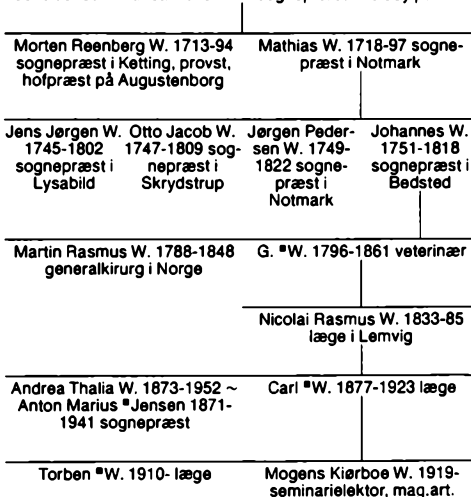 Morten Reenberg W. 1713-94 sognepræst i Ketting, provst, hofpræst på Augustenborg
Mathias W. 1718-97 sogne-
præst i Notmark
Jens Jørgen W.
1745-1802
sognepræst i
Lysabild
Otto Jacob W.
1747-1809 sog-
nepræst i
Skrydstrup
Jørgen Peder-
sen W. 1749-
1822 sogne-
præst i
Notmark
Johannes W.
1751-1818
sognepræst i
Bedsted
Martin Rasmus W. 1788-1848
generalkirurg i Norge
G. *W. 1796-1861 veterinær
Nicolai Rasmus W. 1833-85
læge i Lemvig
Andrea Thalia W. 1873-1952 ~
Anton Marius *Jensen 1871-
1941 sognepræst
Carl *W. 1877-1923 læge
Torben *W. 1910- læge
Mogens Kiørboe W. 1919-
seminarielektor, mag.art.